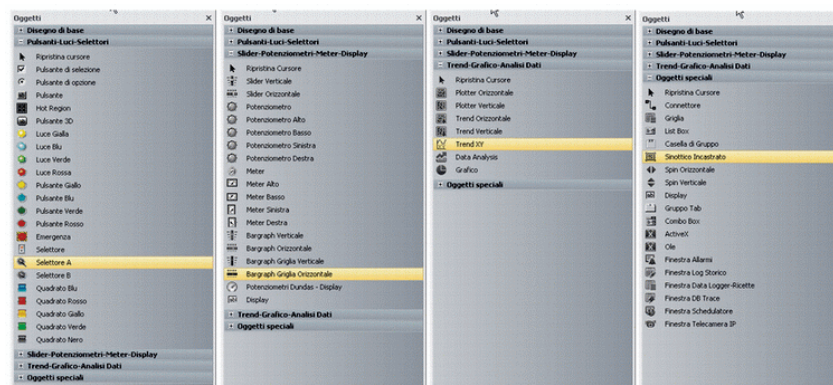 Oggetti
Disegno di base
Pulsanti-Luci-Selettori
Ripristina cursore
Pulsante di selezione
Pulsante di opzione
Pulsante
Hot Region
Pulsante 3D
Luce Gialla
Luce Blu
Luce Verde
Luce Rossa
Pulsante Giallo
Pulsante Blu
Pulsante Verde
Pulsante Rosso
Emergenza
Selettore
Selettore A
Selettore B
Quadrato Blu
Quadrato Rosso
Quadrato Giallo
Quadrato Verde
Quadrato Nero
Slider-Potenziometri-Meter-Display
Trend-Grafico-Analisi Dati
Oggetti speciali
Oggetti
Disegno di base
Pulsanti-Luci-Selettori
Slider-Potenziometri-Meter-Display
Ripristina Cursore
Slider Verticale
Slider Orizzontale
Potenziometro
Potenziometro Alto
Potenziometro Basso
Potenziometro Sinistra
Potenziometro Destra
Meter
Meter Alto
Meter Basso
Meter Sinistra
Meter Destra
Bargraph Verticale
Bargraph Orizzontale
Bargraph Griglia Verticale
Bargraph Griglia Orizzontale
Potenziometri Dundas - Display
Display
Trend-Grafico-Analisi Dati
Oggetti speciali
Oggetti
Disegno di base
Pulsanti-Luci-Selettori
Slider-Potenziometri-Meter-Display
Trend-Grafico-Analisi Dati
Ripristina Cursore
Plotter Orizzontale
Plotter Verticale
Trend Orizzontale
Trend Verticale
Trend XY
Data Analysis
Grafico
Oggetti speciali
Oggetti
Disegno di base
Pulsanti-Luci-Selettori
Slider-Potenziometri-Meter-Display
Trend-Grafico-Analisi Dati
Oggetti speciali
Ripristina Cursore
Connettore
Griglia
List Box
Casella di Gruppo
Sinottico Incastrato
Spin Orizzontale
Spin Verticale
Display
Gruppo Tab
Combo Box
ActiveX
Ole
Finestra Allarmi
Finestra Log Storico
Finestra Data Logger-Ricette
Finestra DB Trace
Finestra Schedulatore
Finestra Telecamera IP